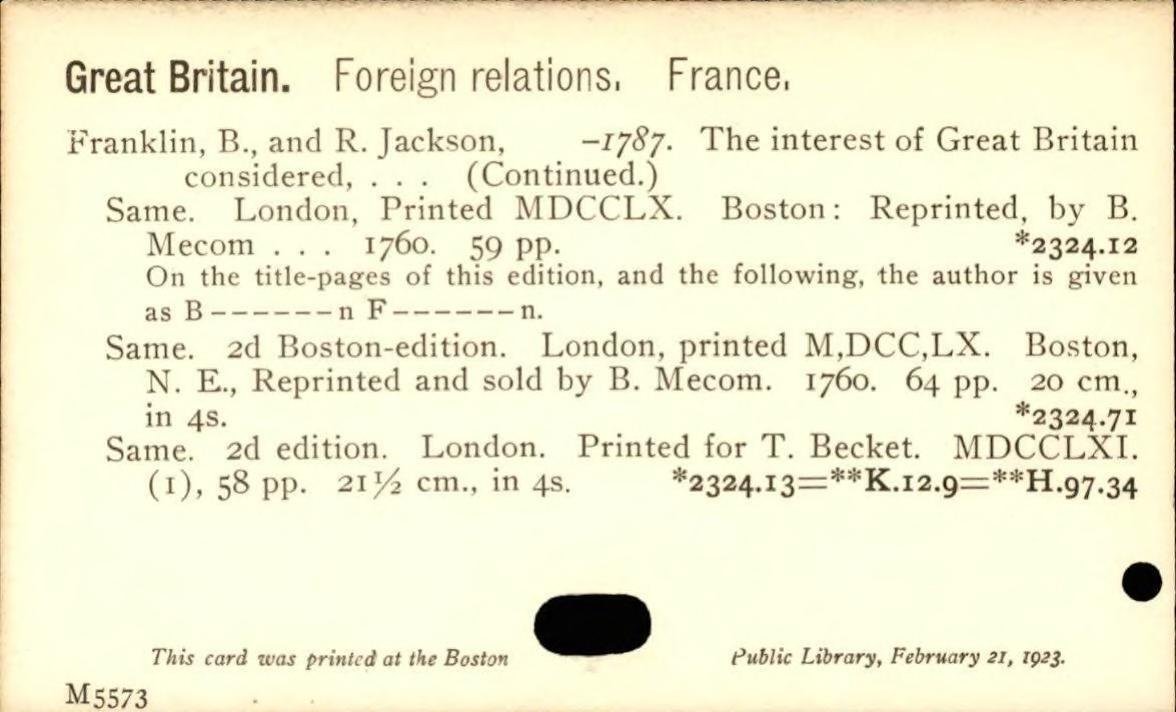 Great Britain. Foreign relations. France.
Franklin, B., and R. Jackson, -1787. The interest of Great Britain
considered, . . . (Continued.)
Same. London, Printed MDCCLX. Boston: Reprinted, by B.
Mecom . . . 1760. 59 pp. *2324.12
On the title-pages of this edition, and the following, the author is given
as B------n F------n.
Same. 2d Boston-edition. London, printed M,DCC,LX. Boston,
N. E., Reprinted and sold by B. Mecom. 1760. 64 pp. 20 cm.,
in 4s. *2324.71
Same. 2d edition. London. Printed for T. Becket. MDCCLXI.
(1), 58 pp. 21½ cm., in 4s. *2324.13=**K.12.9=**H.97.34
This card was printed at the Boston Public Library, February 21, 1923.
M5573